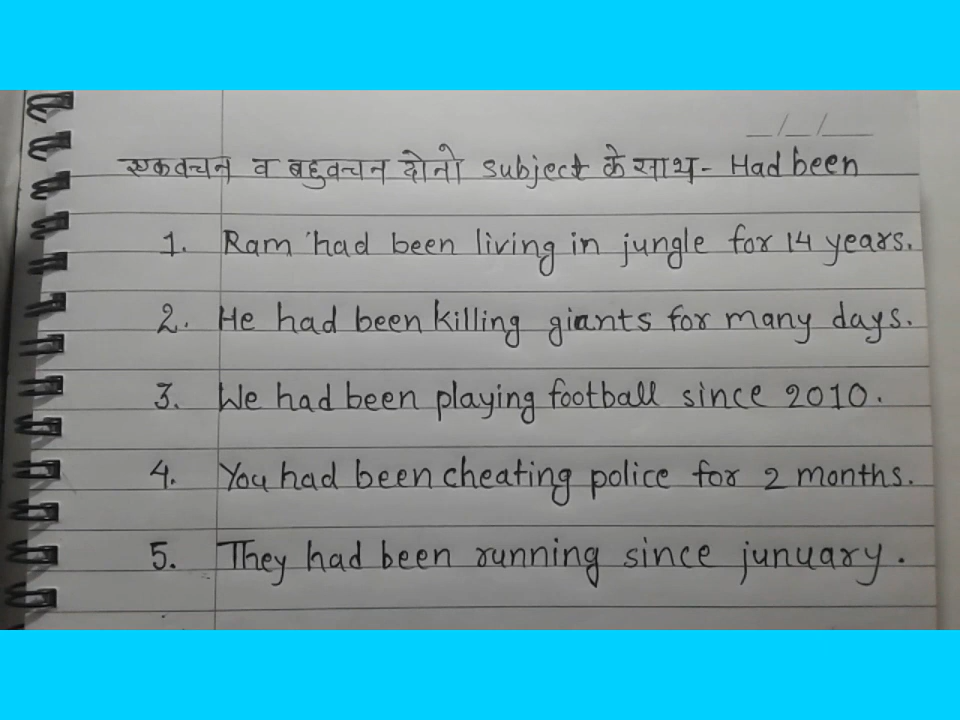 एकवचन व बहुवचन दोनो Subject के साथ - Had been
1. Ram had been living in jungle for 14 years.
2. He had been killing giants for many days.
3. We had been playing football since 2010.
4. You had been cheating police for 2 months.
5. They had been running since junuary.